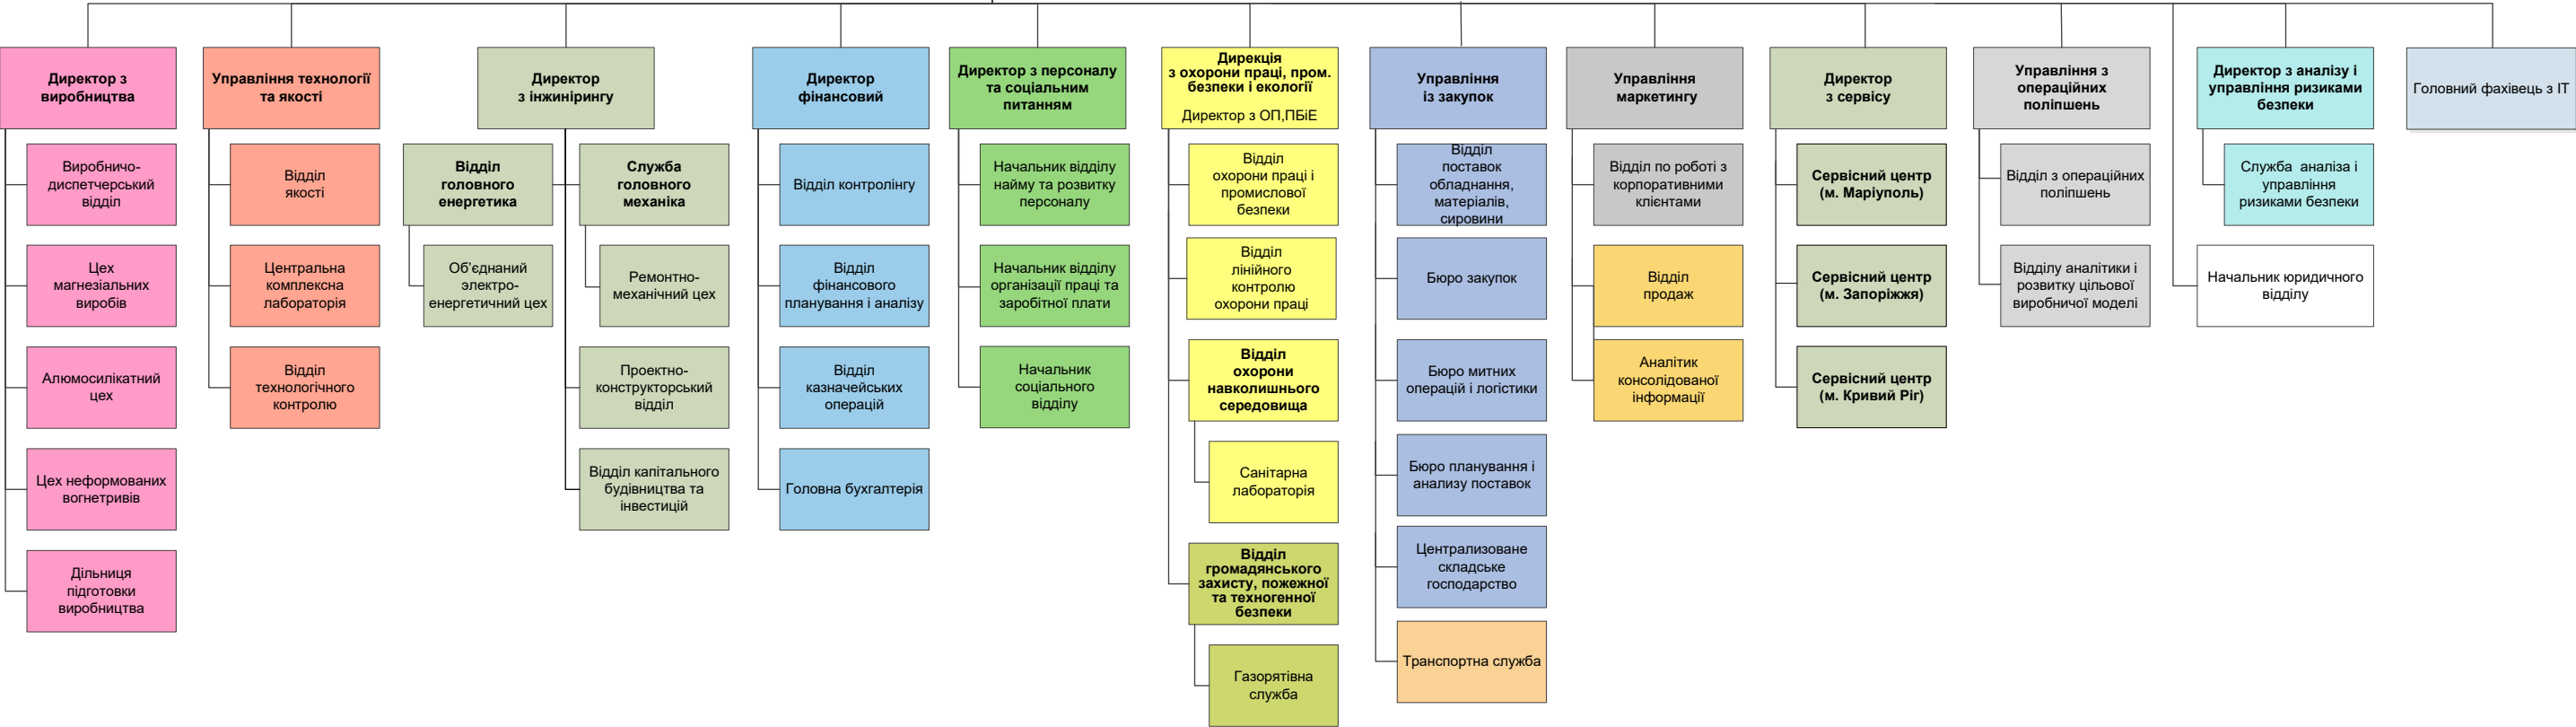 Директор з
виробництва
Виробничо-
диспетчерський
відділ
Цех
магнезіальних
виробів
Алюмосилікатний
цех
Цех неформованих
вогнетривів
Дільниця
підготовки
виробництва
Управління технології
та якості
Відділ
якості
Центральна
комплексна
лабораторія
Відділ
технологічного
контролю
Директор
з інжинірингу
Відділ
головного
енергетика
Об’єднаний
электро-
енергетичний цех
Служба
головного
механіка
Ремонтно-
механічний цех
Проектно-
конструкторський
відділ
Відділ капітального
будівництва та
інвестицій
Директор
фінансовий
Відділ контролінгу
Відділ
фінансового
планування і аналізу
Відділ
казначейських
операцій
Головна бухгалтерія
Директор з персоналу
та соціальним
питанням
Начальник відділу
найму та розвитку
персоналу
Начальник відділу
організації праці та
заробітної плати
Начальник
соціального
відділу
Дирекція
з охорони праці, пром.
безпеки і екології
Директор з ОП,ПБіЕ
Відділ
охорони праці і
промислової
безпеки
Відділ
лінійного
контролю
охорони праці
Відділ
охорони
навколишнього
середовища
Санітарна
лабораторія
Відділ
громадянського
захисту, пожежної
та техногенної
безпеки
Газорятівна
служба
Управління
із закупок
Відділ
поставок
обладнання,
матеріалів,
сировини
Бюро закупок
Бюро митних
операцій і логістики
Бюро планування і
анализу поставок
Централизоване
складське
господарство
Транспортна служба
Управління
маркетингу
Відділ по роботі з
корпоративними
клієнтами
Відділ
продаж
Аналітик
консолідованої
інформації
Директор
з сервісу
Сервісний центр
(м. Маріуполь)
Сервісний центр
(м. Запоріжжя)
Сервісний центр
(м. Кривий Ріг)
Управління з
операційних
поліпшень
Відділ з операційних
поліпшень
Відділу аналітики і
розвитку цільової
виробничої моделі
Директор з аналізу і
управління ризиками
безпеки
Служба аналіза і
управління
ризиками безпеки
Начальник юридичного
відділу
Головний фахівець з ІТ